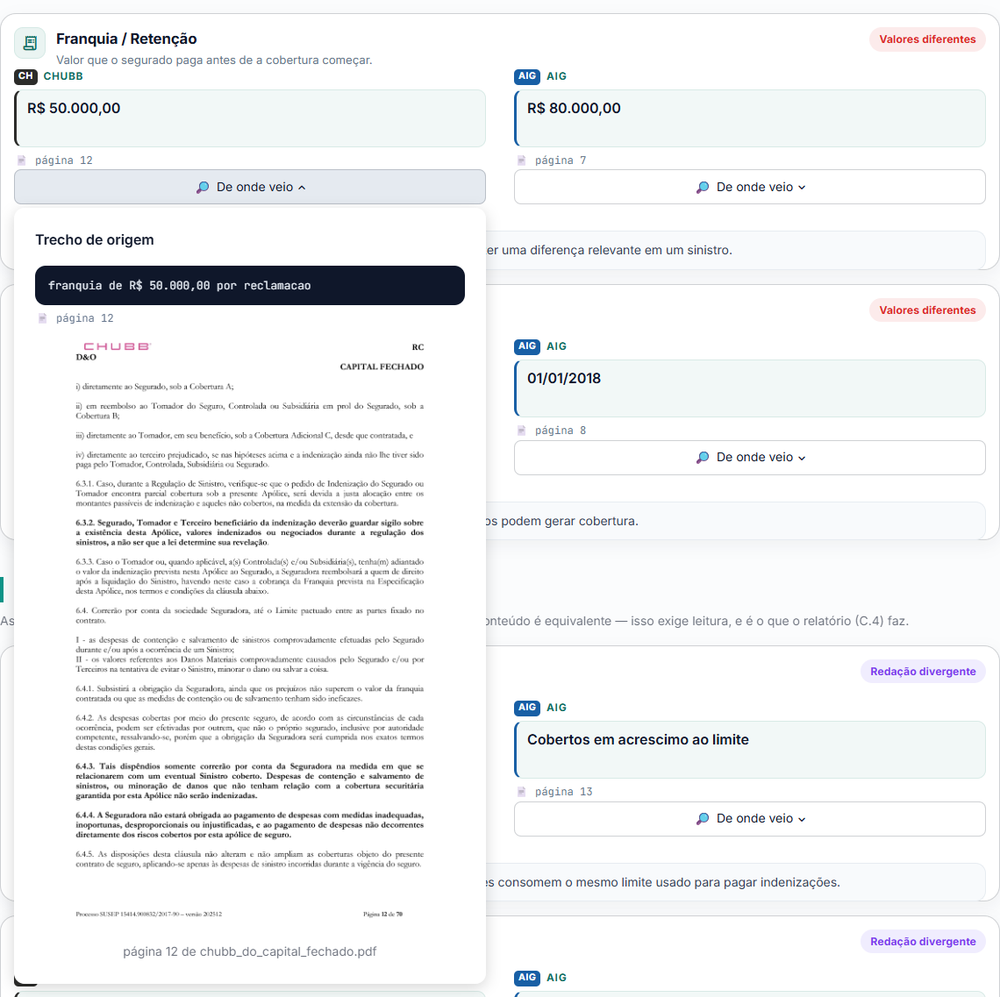 Franquia / Retenção
Valores diferentes
Valor que o segurado paga antes de a cobertura começar.
CH CHUBB
AIG AIG
R$ 50.000,00
R$ 80.000,00
página 12
página 7
De onde veio
De onde veio
er uma diferença relevante em um sinistro.
Trecho de origem
franquia de R$ 50.000,00 por reclamacao
página 12
CHUBB
RC
D&O
CAPITAL FECHADO
i) diretamente ao Segurado, sob a Cobertura A;
ii) em reembolso ao Tomador do Seguro, Controlada ou Subsidiária em prol do Segurado, sob a
Cobertura B;
iii) diretamente ao Tomador, em seu benefício, sob a Cobertura Adicional C, desde que contratada, e
iv) diretamente ao terceiro prejudicado, se nas hipóteses acima e a indenização ainda não lhe tiver sido
paga pelo Tomador, Controlada, Subsidiária ou Segurado.
6.3.1. Caso, durante a Regulação de Sinistro, verifique-se que o pedido de Indenização do Segurado ou
Tomador encontra parcial cobertura sob a presente Apólice, será devida a justa alocação entre os
montantes passíveis de indenização e aqueles não cobertos, na medida da extensão da cobertura.
6.3.2. Segurado, Tomador e Terceiro beneficiário da indenização deverão guardar sigilo sobre
a existência desta Apólice, valores indenizados ou negociados durante a regulação dos
sinistros, a não ser que a lei determine sua revelação.
6.3.3. Caso o Tomador ou, quando aplicável, a(s) Controlada(s) e/ou Subsidiária(s), tenha(m) adiantado
o valor da indenização prevista nesta Apólice ao Segurado, a Seguradora reembolsará a quem de direito
após a liquidação do Sinistro, havendo neste caso a cobrança da Franquia prevista na Especificação
desta Apólice, nos termos e condições da cláusula abaixo.
6.4. Correrão por conta da sociedade Seguradora, até o Limite pactuado entre as partes fixado no
contrato.
I - as despesas de contenção e salvamento de sinistros comprovadamente efetuadas pelo Segurado
durante e/ou após a ocorrência de um Sinistro;
II - os valores referentes aos Danos Materiais comprovadamente causados pelo Segurado e/ou por
Terceiros na tentativa de evitar o Sinistro, minorar o dano ou salvar a coisa.
6.4.1. Subsistirá a obrigação da Seguradora, ainda que os prejuízos não superem o valor da franquia
contratada ou que as medidas de contenção ou de salvamento tenham sido ineficazes.
6.4.2. As despesas cobertas por meio do presente seguro, de acordo com as circunstâncias de cada
ocorrência, podem ser efetivadas por outrem, que não o próprio segurado, inclusive por autoridade
competente, ressalvando-se, porém que a obrigação da Seguradora será cumprida nos exatos termos
destas condições gerais.
6.4.3. Tais dispêndios somente correrão por conta da Seguradora na medida em que se
relacionarem com um eventual Sinistro coberto. Despesas de contenção e salvamento de
sinistros, ou minoração de danos que não tenham relação com a cobertura securitária
garantida por esta Apólice não serão indenizadas.
6.4.4. A Seguradora não estará obrigada ao pagamento de despesas com medidas inadequadas,
inoportunas, desproporcionais ou injustificadas, e ao pagamento de despesas não decorrentes
diretamente dos riscos cobertos por esta apólice de seguro.
6.4.5. As disposições desta cláusula não alteram e não ampliam as coberturas objeto do presente
contrato de seguro, aplicando-se apenas às despesas de sinistro incorridas durante a vigência do seguro.
Processo SUSEP 15414.900832/2017-90 – versão 202512
Página 12 de 70
página 12 de chubb_do_capital_fechado.pdf
Valores diferentes
AIG AIG
01/01/2018
página 8
De onde veio
os podem gerar cobertura.
As
onteúdo é equivalente — isso exige leitura, e é o que o relatório (C.4) faz.
Redação divergente
AIG AIG
Cobertos em acrescimo ao limite
página 13
De onde veio
es consomem o mesmo limite usado para pagar indenizações.
Redação divergente
AIG AIG